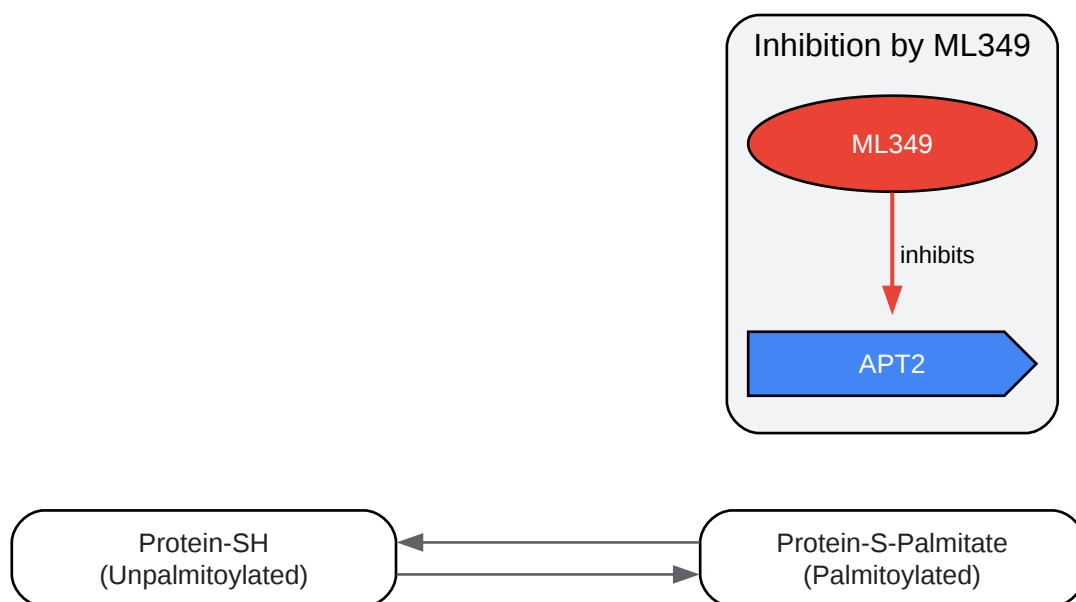 Inhibition by ML349
ML349
inhibits
APT2
Protein-SH
(Unpalmitoylated)
Protein-S-Palmitate
(Palmitoylated)